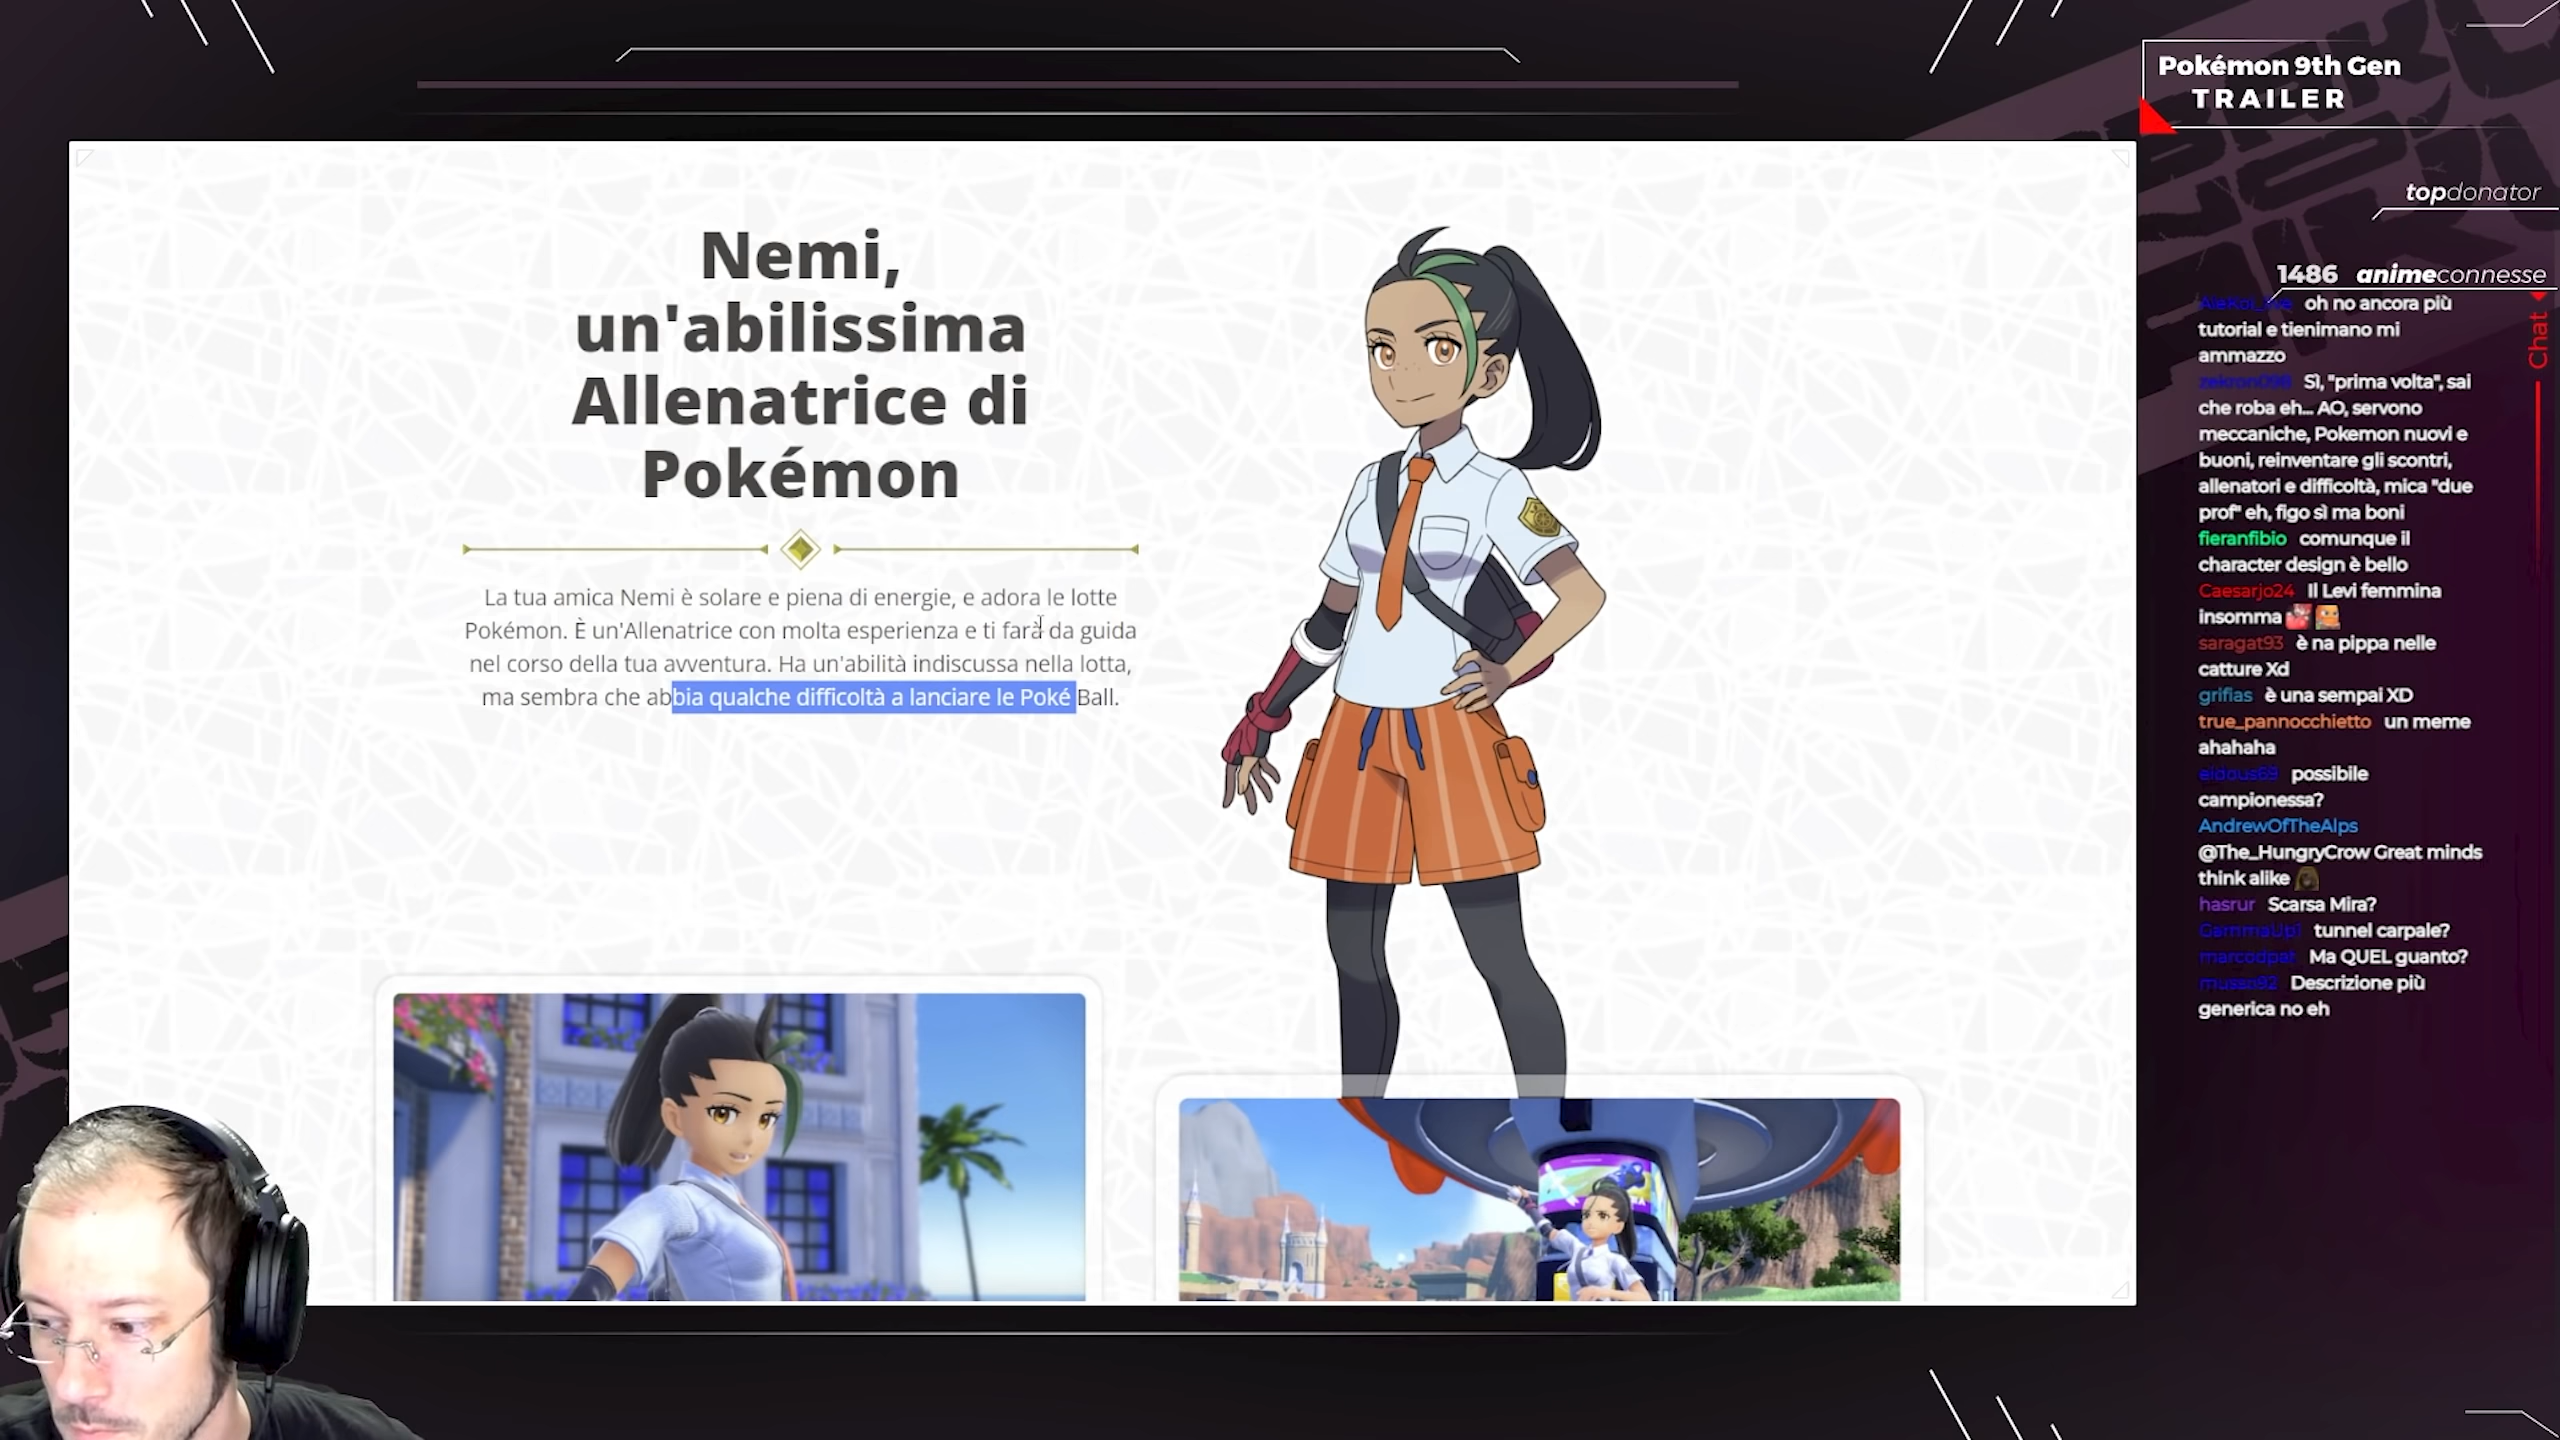 Pokémon 9th Gen
TRAILER
topdonator
1486 animeconnesse
Chat
Nemi,
un'abilissima
Allenatrice di
Pokémon
La tua amica Nemi è solare e piena di energie, e adora le lotte
Pokémon. È un'Allenatrice con molta esperienza e ti farà da guida
nel corso della tua avventura. Ha un'abilità indiscussa nella lotta,
ma sembra che abbia qualche difficoltà a lanciare le Poké Ball.
oh no ancora più
tutorial e tienimano mi
ammazzo
Sì, "prima volta", sai
che roba eh... AO, servono
meccaniche, Pokemon nuovi e
buoni, reinventare gli scontri,
allenatori e difficoltà, mica "due
prof" eh, figo sì ma boni
fieranfibio comunque il
character design è bello
Caesarjo24 Il Levi femmina
insomma
saragat93 è na pippa nelle
catture Xd
grifias è una sempai XD
true_pannocchietto un meme
ahahaha
possibile
campionessa?
AndrewOfTheAlps
@The_HungryCrow Great minds
think alike
hasrur Scarsa Mira?
tunnel carpale?
marcodpat Ma QUEL guanto?
Descrizione più
generica no eh